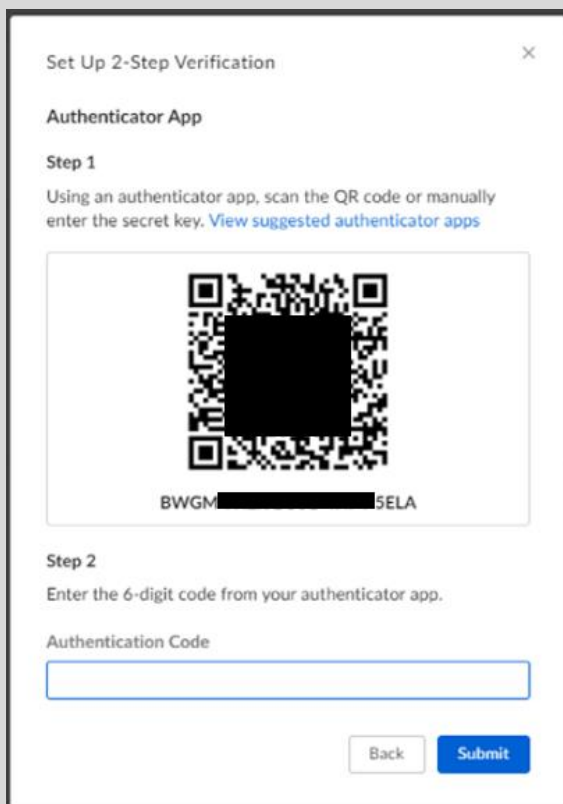 Set Up 2-Step Verification
Authenticator App
Step 1
Using an authenticator app, scan the QR code or manually
enter the secret key. View suggested authenticator apps
BWGM 5ELA
Step 2
Enter the 6-digit code from your authenticator app.
Authentication Code
Back Submit